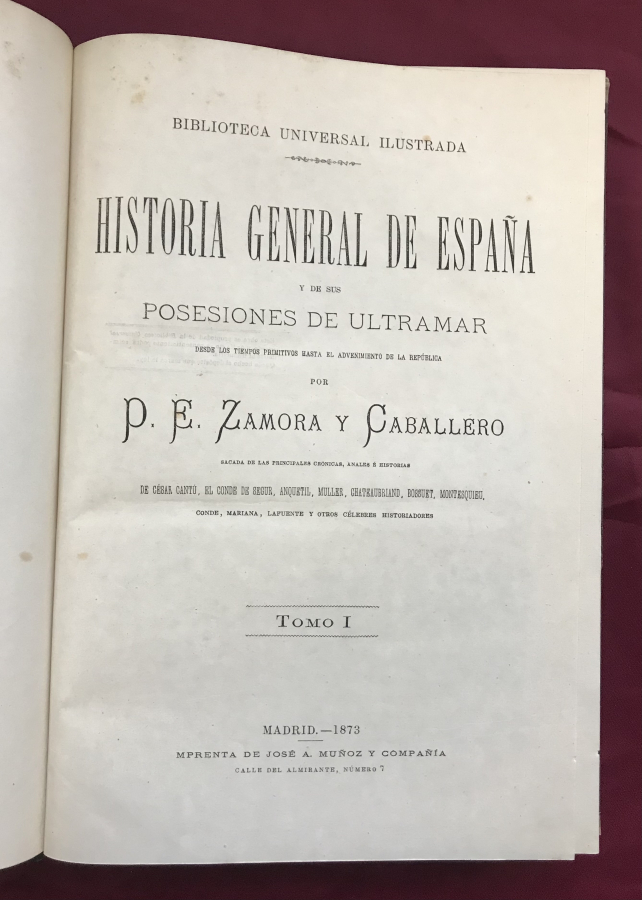 BIBLIOTECA UNIVERSAL ILUSTRADA
HISTORIA GENERAL DE ESPAÑA
Y DE SUS
POSESIONES DE ULTRAMAR
DESDE LOS TIEMPOS PRIMITIVOS HASTA EL ADVENIMIENTO DE LA REPÚBLICA
POR
D. E. ZAMORA Y CABALLERO
SACADA DE LAS PRINCIPALES CRÓNICAS, ANALES É HISTORIAS
DE CÉSAR CANTÚ, EL CONDE DE SEGUR, ANQUETIL, MULLER, CHATEAUBRIAND, BOSSUET, MONTESQUIEU,
CONDE, MARIANA, LAFUENTE Y OTROS CÉLEBRES HISTORIADORES
TOMO I
MADRID.—1873
MPRENTA DE JOSÉ A. MUÑOZ Y COMPAÑÍA
CALLE DEL ALMIRANTE, NÚMERO 7